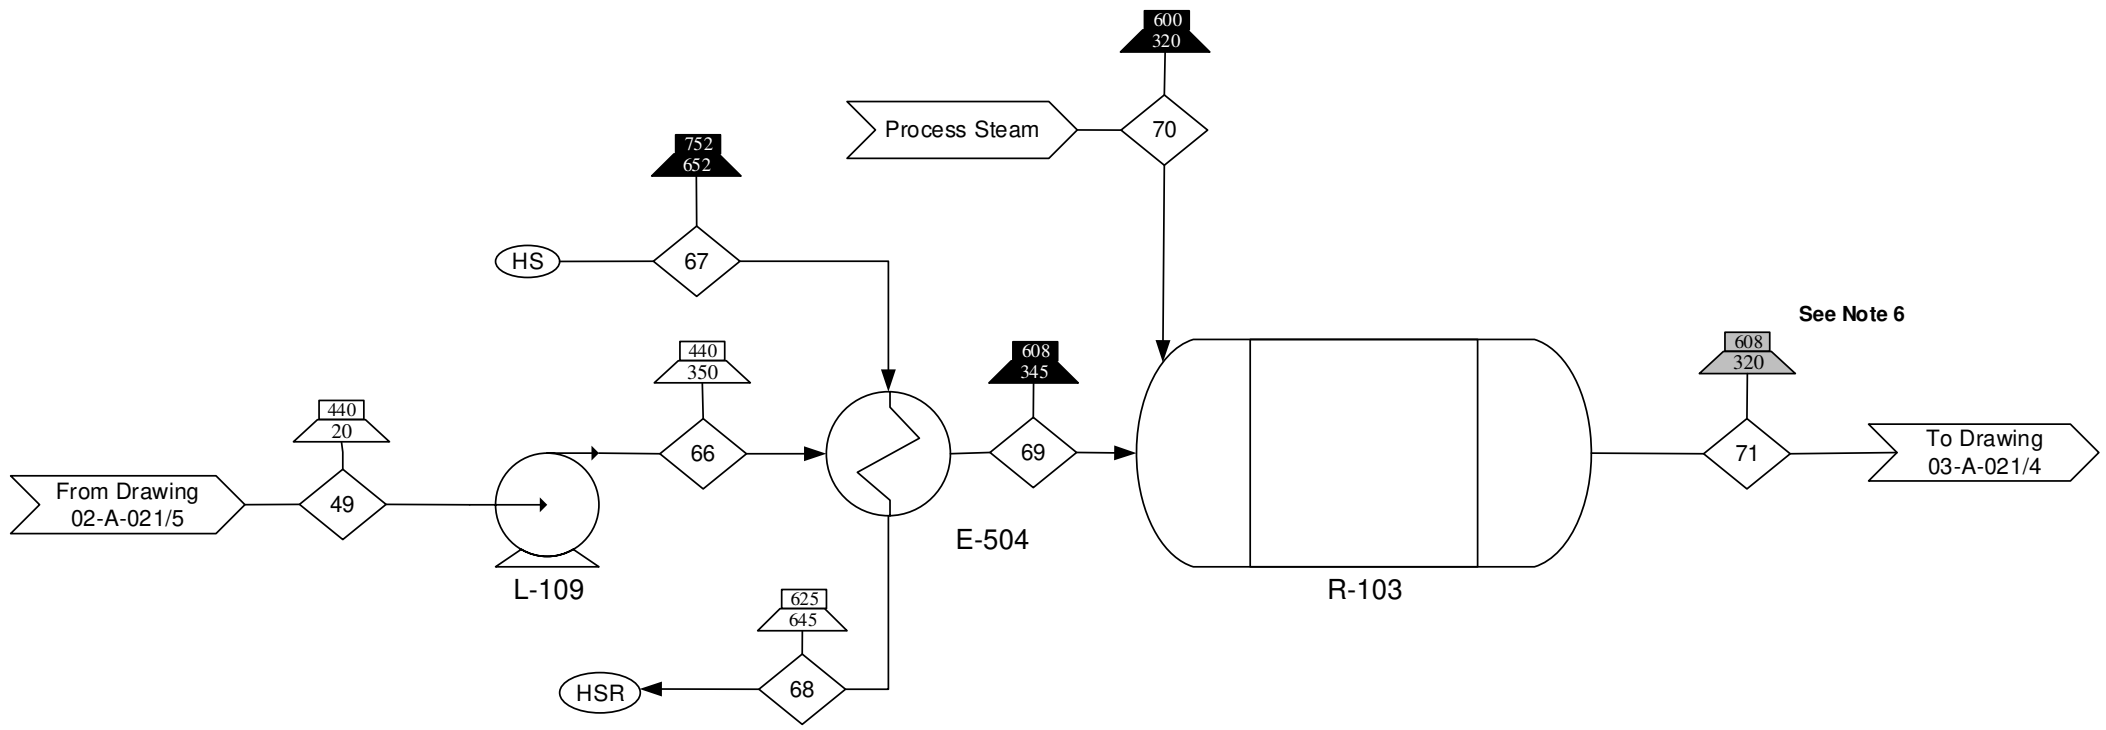 600
320
Process Steam
70
752
652
HS
67
See Note 6
440
350
608
345
608
320
440
20
66
69
71
To Drawing
03-A-021/4
From Drawing
02-A-021/5
49
E-504
L-109
R-103
625
645
HSR
68